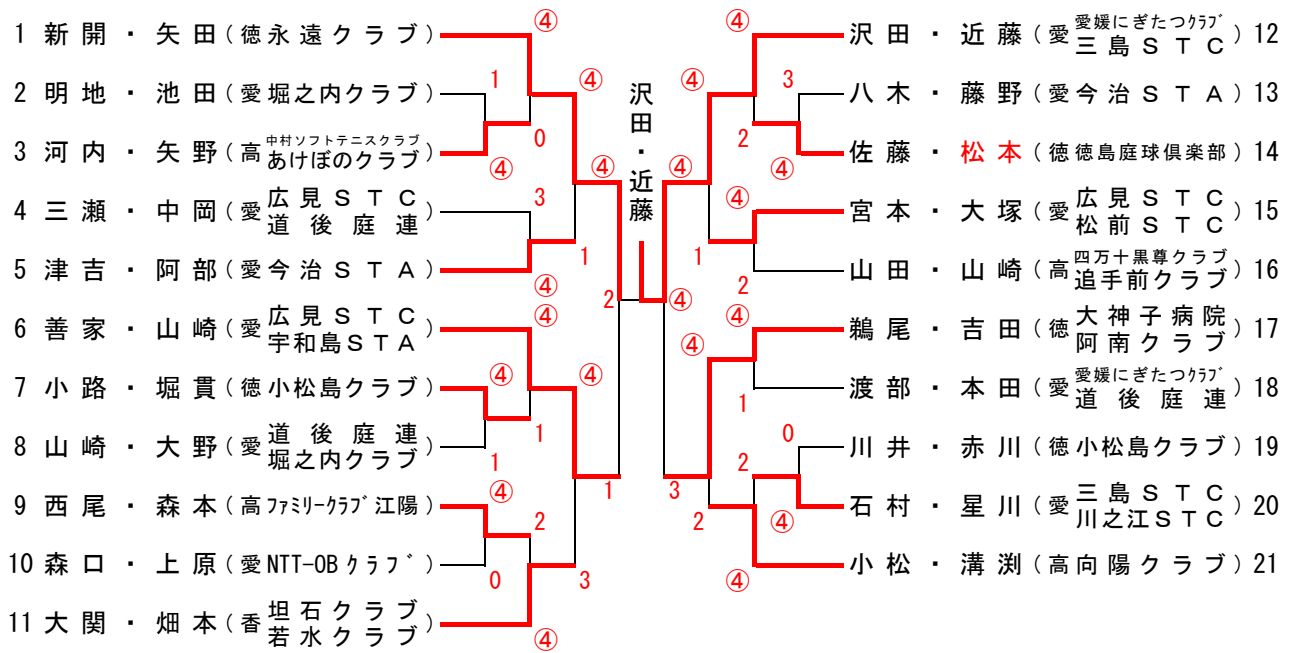 1 新開・矢田(徳永遠クラブ)
2 明地・池田(愛堀之内クラブ)
3 河内・矢野(高 中村ソフトテニスクラブ
あけぼのクラブ)
4 三瀬・中岡(愛 広見STC
道後庭連)
5 津吉・阿部(愛今治STA)
6 善家・山崎(愛 広見STC
宇和島STA)
7 小路・堀貫(徳小松島クラブ)
8 山崎・大野(愛 道後庭連
堀之内クラブ)
9 西尾・森本(高ファミリークラブ江陽)
10 森口・上原(愛NTT-OBクラブ)
11 大関・畑本(香 坦石クラブ
若水クラブ)
④
1
④
0
④
④
3
1
④
2
④
④
④
1
1
④
1
④
2
0
3
④
沢田・近藤
④
④
3
④
2
④
④
1
2
④
④
④
1
3
0
2
④
2
④
沢田・近藤(愛 愛媛にぎたつクラブ
三島STC)12
八木・藤野(愛今治STA)13
佐藤・松本(徳徳島庭球倶楽部)14
宮本・大塚(愛 広見STC
松前STC)15
山田・山崎(高 四万十黒尊クラブ
追手前クラブ)16
鵜尾・吉田(徳 大神子病院
阿南クラブ)17
渡部・本田(愛 愛媛にぎたつクラブ
道後庭連)18
川井・赤川(徳小松島クラブ)19
石村・星川(愛 三島STC
川之江STC)20
小松・溝渕(高向陽クラブ)21